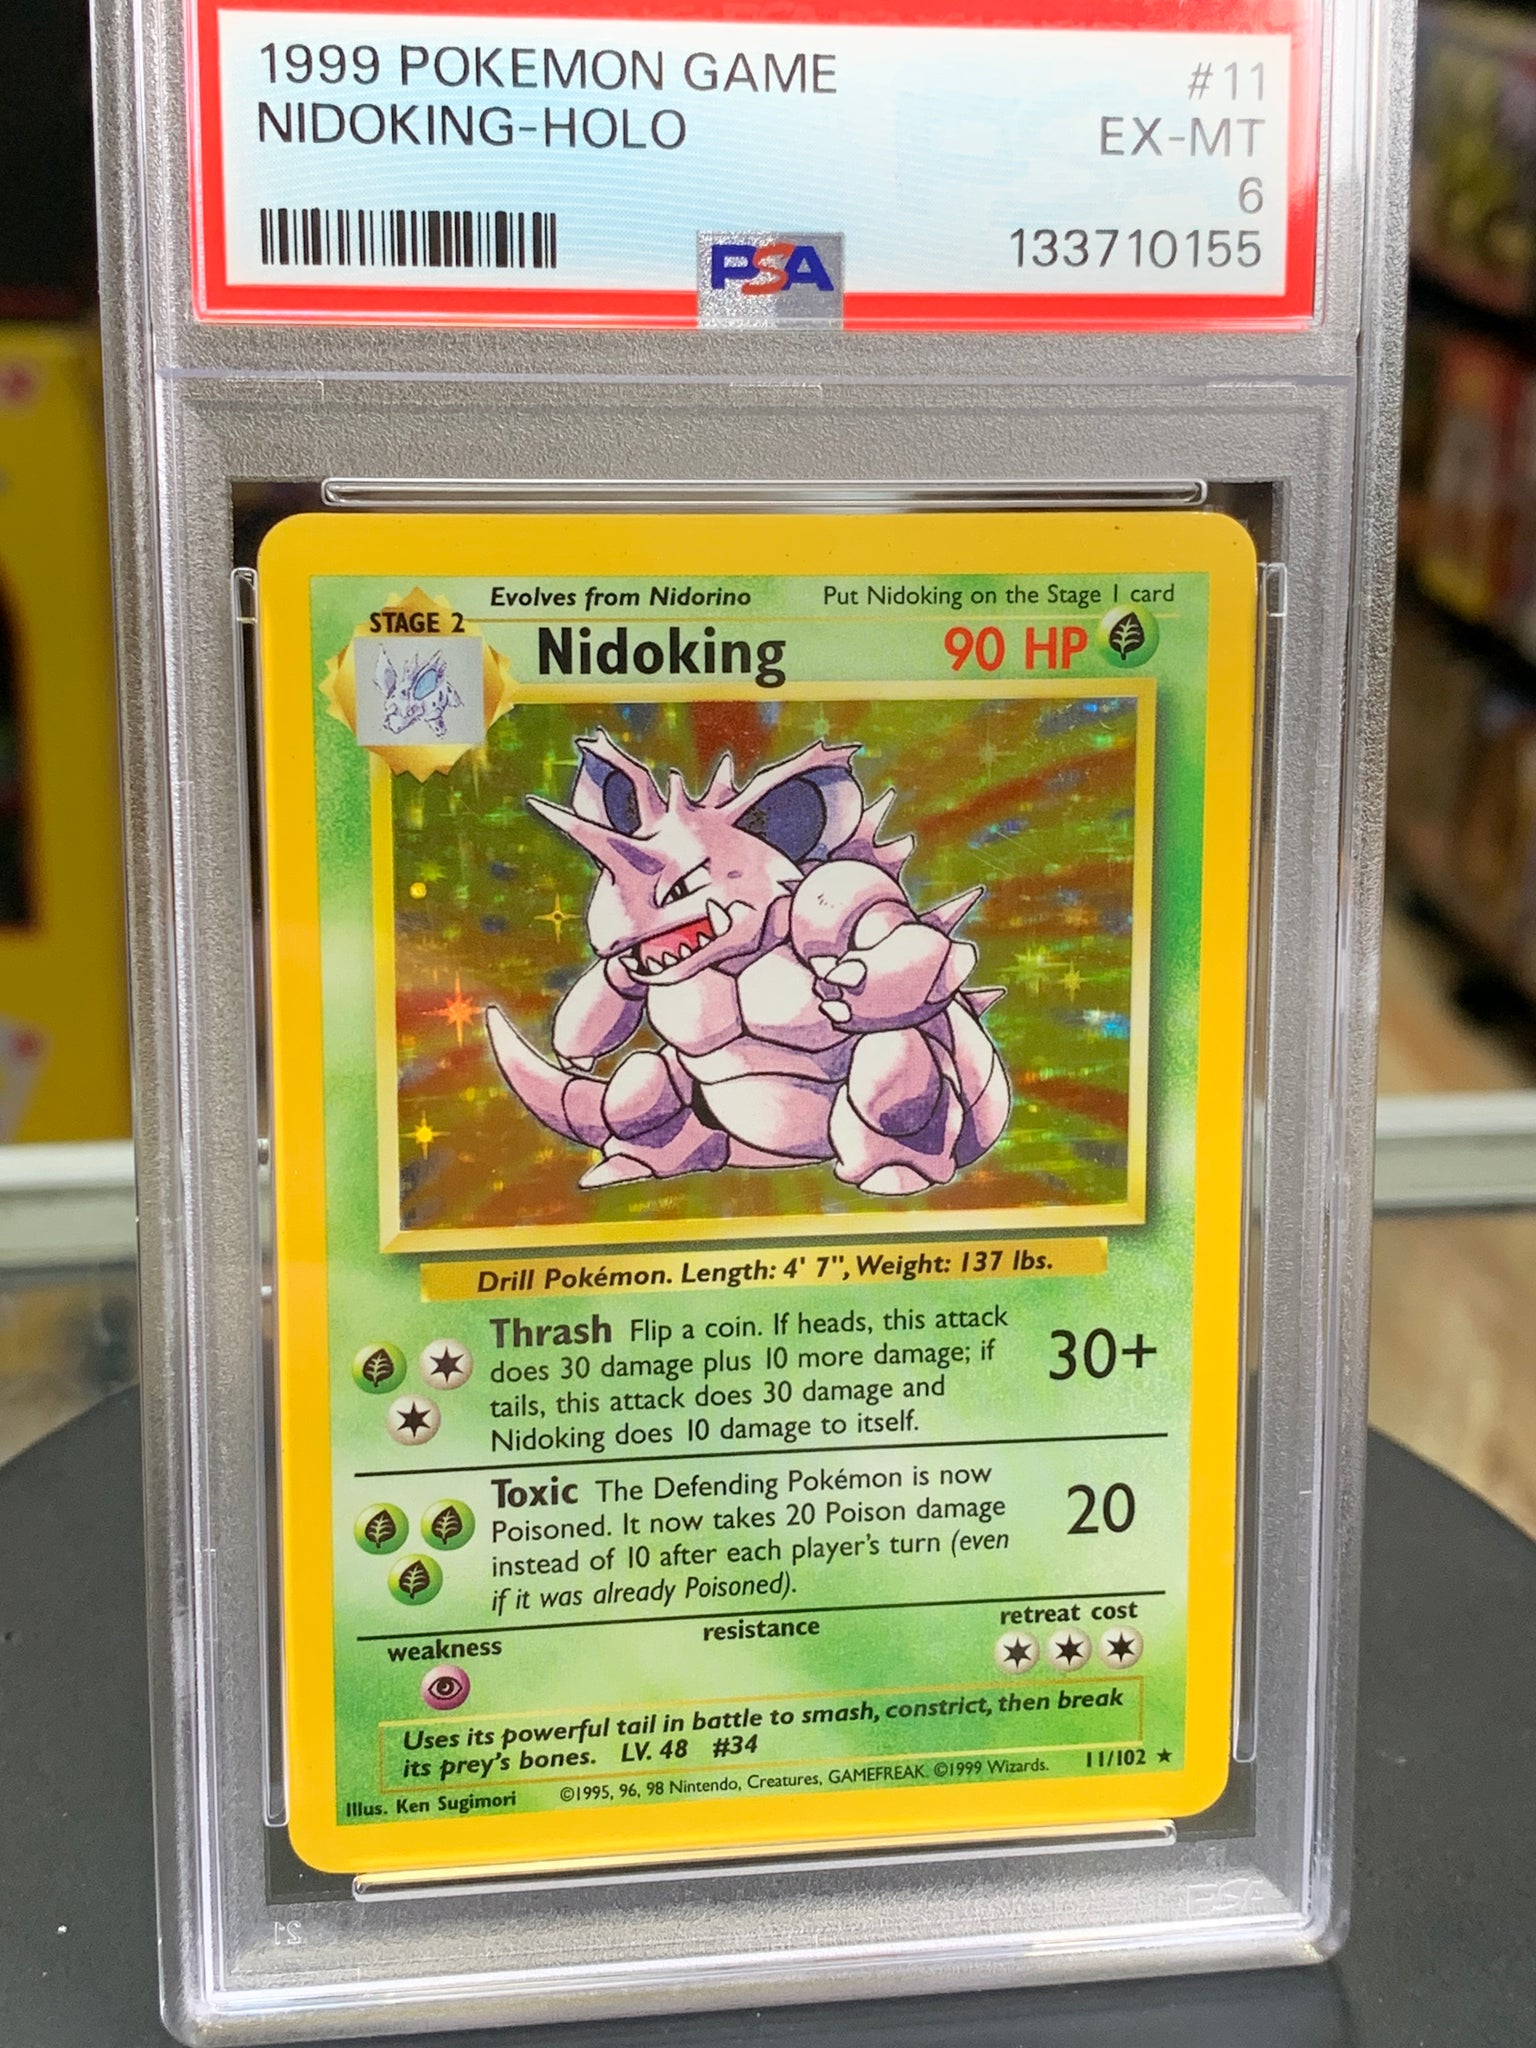 1999 POKEMON GAME
#11
NIDOKING-HOLO
EX-MT
6
PSA
133710155
Evolves from Nidorino
Put Nidoking on the Stage 1 card
STAGE 2
Nidoking
90 HP
Drill Pokémon. Length: 4' 7", Weight: 137 lbs.
Thrash Flip a coin. If heads, this attack
does 30 damage plus 10 more damage; if
tails, this attack does 30 damage and
Nidoking does 10 damage to itself.
30+
Toxic The Defending Pokémon is now
Poisoned. It now takes 20 Poison damage
instead of 10 after each player's turn (even
if it was already Poisoned).
20
weakness
resistance
retreat cost
Uses its powerful tail in battle to smash, constrict, then break
its prey's bones. LV. 48 #34
Illus. Ken Sugimori
©1995, 96, 98 Nintendo, Creatures, GAMEFREAK. ©1999 Wizards.
11/102 ★